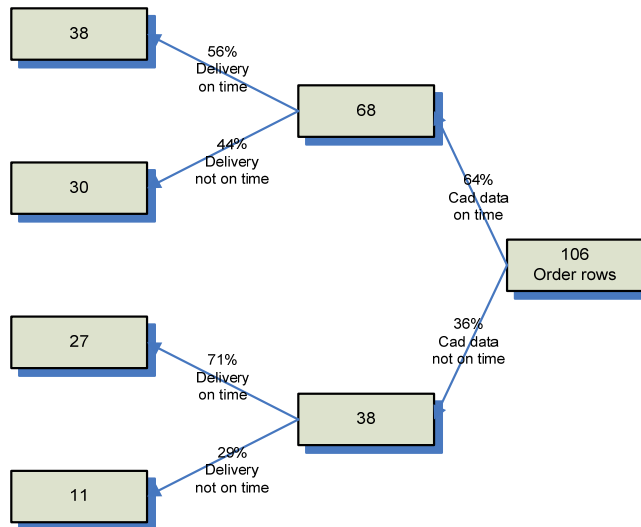 38
56%
Delivery
on time
68
44%
Delivery
not on time
30
64%
Cad data
on time
106
Order rows
36%
Cad data
not on time
27
71%
Delivery
on time
38
29%
Delivery
not on time
11